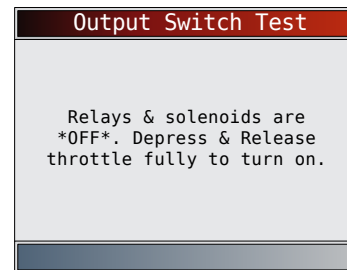 Output Switch Test
Relays & solenoids are
*OFF*. Depress & Release
throttle fully to turn on.